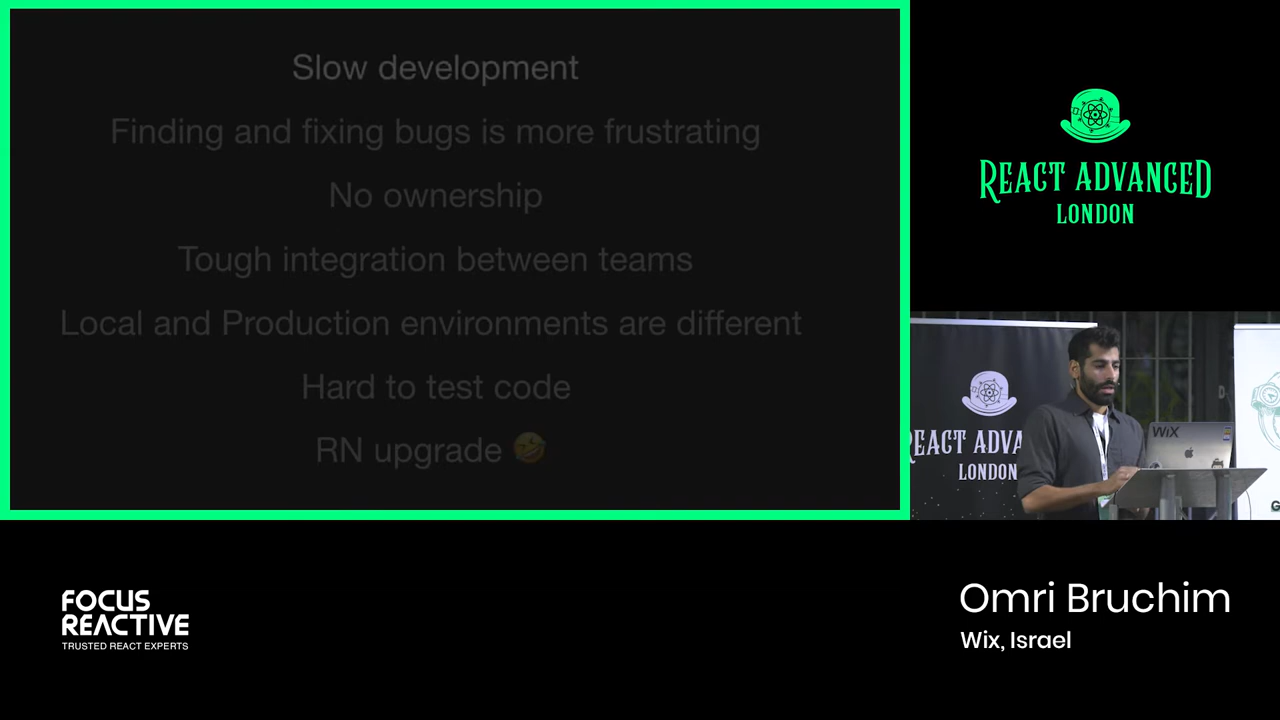 Slow development
Finding and fixing bugs is more frustrating
No ownership
Tough integration between teams
Local and Production environments are different
Hard to test code
RN upgrade 🤣
REACT ADVANCED
LONDON
REACT ADVA
LONDON
WiX
G
FOCUS
REACTIVE
TRUSTED REACT EXPERTS
Omri Bruchim
Wix, Israel